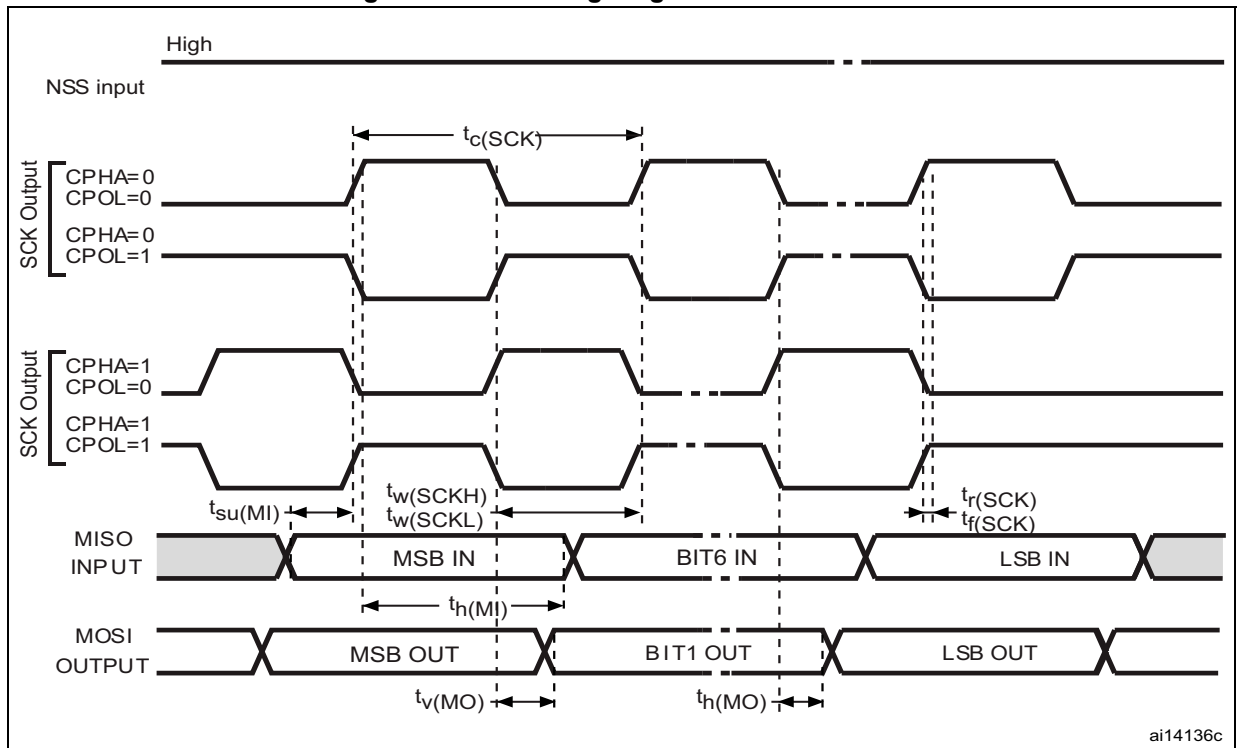 High
NSS input
tc(SCK)
SCK Output
CPHA=0
CPOL=0
CPHA=0
CPOL=1
SCK Output
CPHA=1
CPOL=0
CPHA=1
CPOL=1
tsu(MI)
tw(SCKH)
tw(SCKL)
tr(SCK)
tf(SCK)
MISO
INPUT
MSB IN
BIT6 IN
LSB IN
th(MI)
MOSI
OUTPUT
MSB OUT
BIT1 OUT
LSB OUT
tv(MO)
th(MO)
ai14136c